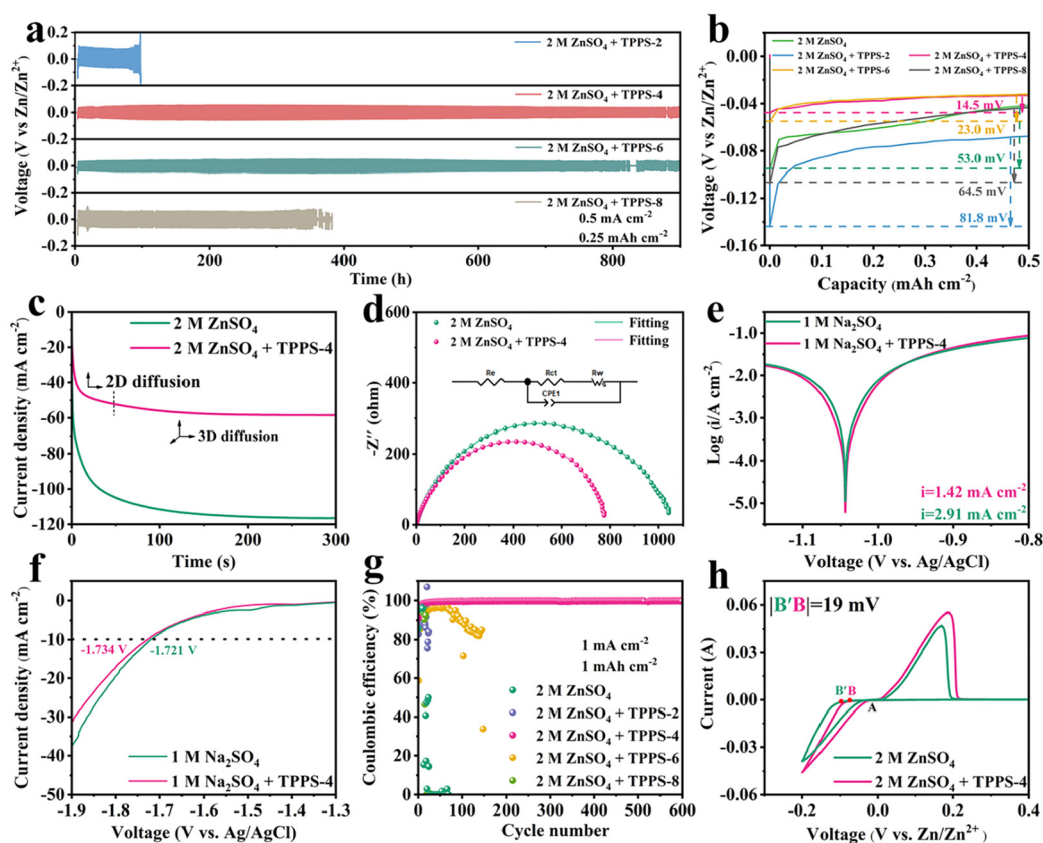 a
0.2
0.0
-0.2
0.0
-0.2
0.0
-0.2
0.0
-0.2
Voltage (V vs Zn/Zn²⁺)
2 M ZnSO₄ + TPPS-2
2 M ZnSO₄ + TPPS-4
2 M ZnSO₄ + TPPS-6
2 M ZnSO₄ + TPPS-8
0.5 mA cm⁻²
0.25 mAh cm⁻²
0 200 400 600 800
Time (h)
b
0.00
-0.04
-0.08
-0.12
-0.16
Voltage (V vs Zn/Zn²⁺)
2 M ZnSO₄
2 M ZnSO₄ + TPPS-2 2 M ZnSO₄ + TPPS-4
2 M ZnSO₄ + TPPS-6 2 M ZnSO₄ + TPPS-8
14.5 mV
23.0 mV
53.0 mV
64.5 mV
81.8 mV
0.0 0.1 0.2 0.3 0.4 0.5
Capacity (mAh cm⁻²)
c
0
-20
-40
-60
-80
-100
-120
Current density (mA cm⁻²)
2 M ZnSO₄
2 M ZnSO₄ + TPPS-4
2D diffusion
3D diffusion
0 100 200 300
Time (s)
d
600
400
200
0
-Z'' (ohm)
2 M ZnSO₄ Fitting
2 M ZnSO₄ + TPPS-4 Fitting
Re Rct Rw
CPE1
0 200 400 600 800 1000
Z' (ohm)
e
-1.0
-2.0
-3.0
-4.0
-5.0
Log (i/A cm⁻²)
1 M Na₂SO₄
1 M Na₂SO₄ + TPPS-4
i=1.42 mA cm⁻²
i=2.91 mA cm⁻²
-1.1 -1.0 -0.9 -0.8
Voltage (V vs. Ag/AgCl)
f
0
-10
-20
-30
-40
-50
Current density (mA cm⁻²)
-1.734 V -1.721 V
1 M Na₂SO₄
1 M Na₂SO₄ + TPPS-4
-1.9 -1.8 -1.7 -1.6 -1.5 -1.4 -1.3
Voltage (V vs. Ag/AgCl)
g
120
100
80
60
40
20
0
Coulombic efficiency (%)
1 mA cm⁻²
1 mAh cm⁻²
2 M ZnSO₄
2 M ZnSO₄ + TPPS-2
2 M ZnSO₄ + TPPS-4
2 M ZnSO₄ + TPPS-6
2 M ZnSO₄ + TPPS-8
0 100 200 300 400 500 600
Cycle number
h
0.06
0.03
0.00
-0.03
-0.06
Current (A)
|B'B|=19 mV
B'B
A
2 M ZnSO₄
2 M ZnSO₄ + TPPS-4
-0.2 0.0 0.2 0.4
Voltage (V vs. Zn/Zn²⁺)